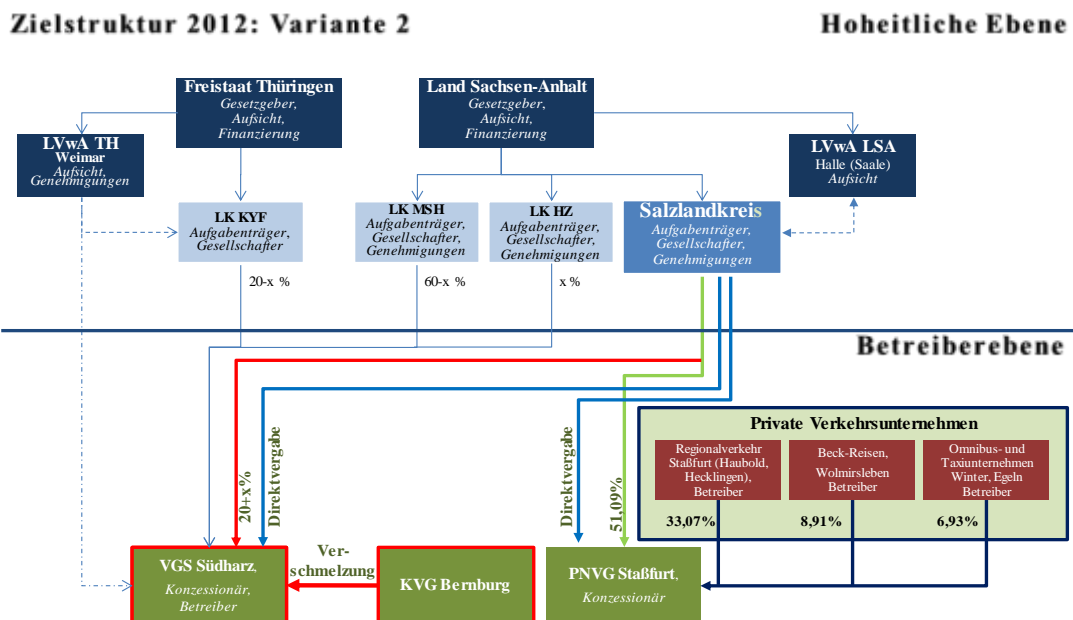 Zielstruktur 2012: Variante 2
Hoheitliche Ebene
Freistaat Thüringen
Gesetzgeber,
Aufsicht,
Finanzierung
Land Sachsen-Anhalt
Gesetzgeber,
Aufsicht,
Finanzierung
LVwA TH
Weimar
Aufsicht,
Genehmigungen
LVwA LSA
Halle (Saale)
Aufsicht
LK KYF
Aufgabenträger,
Gesellschafter
LK MSH
Aufgabenträger,
Gesellschafter,
Genehmigungen
LK HZ
Aufgabenträger,
Gesellschafter,
Genehmigungen
Salzlandkreis
Aufgabenträger,
Gesellschafter,
Genehmigungen
20-x %
60-x %
x %
Betreiberebene
Private Verkehrsunternehmen
Regionalverkehr
Staßfurt (Haubold,
Hecklingen),
Betreiber
Beck-Reisen,
Wolmirsleben
Betreiber
Omnibus- und
Taxiunternehmen
Winter, Egeln
Betreiber
33,07%
8,91%
6,93%
20+x%
Direktvergabe
Direktvergabe
51,09%
VGS Südharz,
Konzessionär,
Betreiber
Ver-
schmelzung
KVG Bernburg
PNVG Staßfurt,
Konzessionär